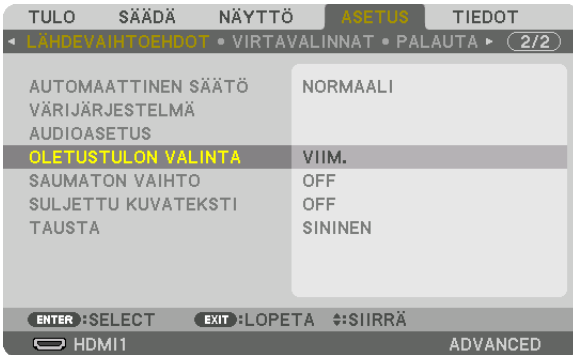 TULO SÄÄDÄ NÄYTTÖ ASETUS TIEDOT
◄ LÄHDEVAIHTOEHDOT • VIRTAVALINNAT • PALAUTA ► 2/2
AUTOMAATTINEN SÄÄTÖ NORMAALI
VÄRIJÄRJESTELMÄ
AUDIOASETUS
OLETUSTULON VALINTA VIIM.
SAUMATON VAIHTO OFF
SULJETTU KUVATEKSTI OFF
TAUSTA SININEN
ENTER :SELECT EXIT :LOPETA ♦:SIIRRÄ
HDMI1 ADVANCED